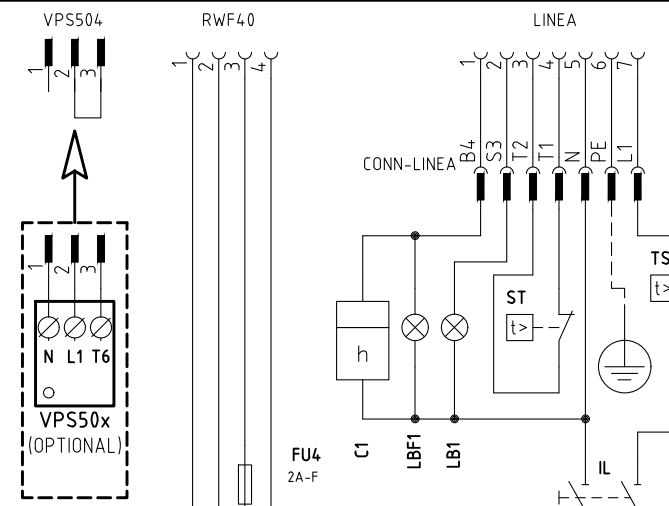 VPS504
RWF40
LINEA
1
2
3
1
2
3
4
1
2
3
4
5
6
7
CONN-LINEA
B4
S3
T2
T1
N
PE
L1
1
2
3
N
L1
T6
VPS50x
(OPTIONAL)
FU4
2A-F
h
C1
LBF1
LB1
ST
t>
TS
t>
IL